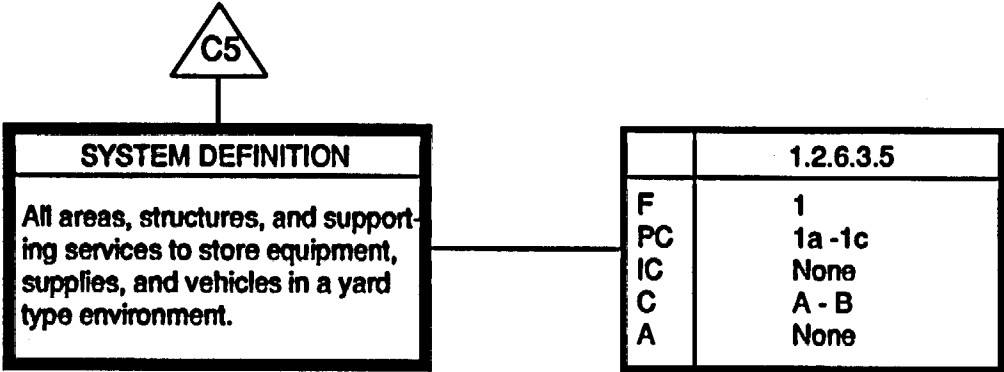 C5
SYSTEM DEFINITION
All areas, structures, and support-
ing services to store equipment,
supplies, and vehicles in a yard
type environment.
1.2.6.3.5
F 1
PC 1a -1c
IC None
C A - B
A None